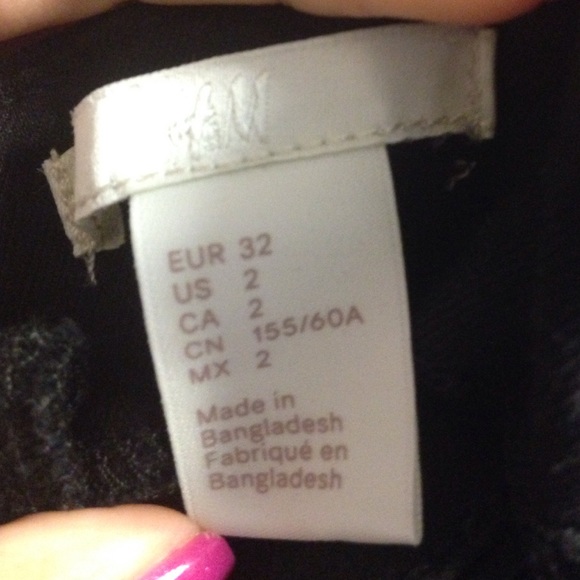 H&M
EUR 32
US 2
CA 2
CN 155/60A
MX 2
Made in
Bangladesh
Fabriqué en
Bangladesh